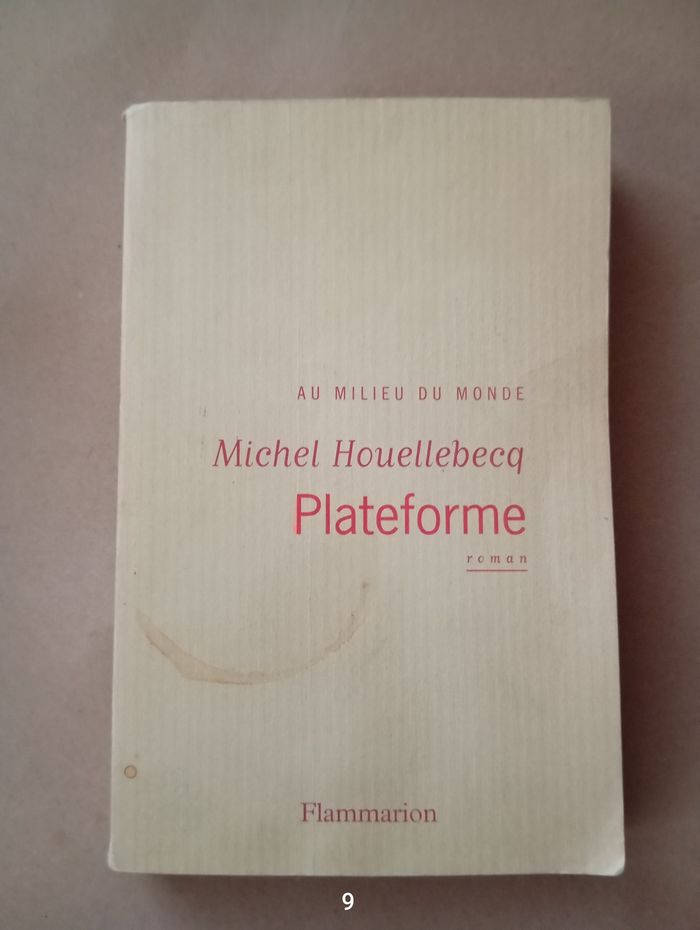 AU MILIEU DU MONDE
Michel Houellebecq
Plateforme
roman
Flammarion
9